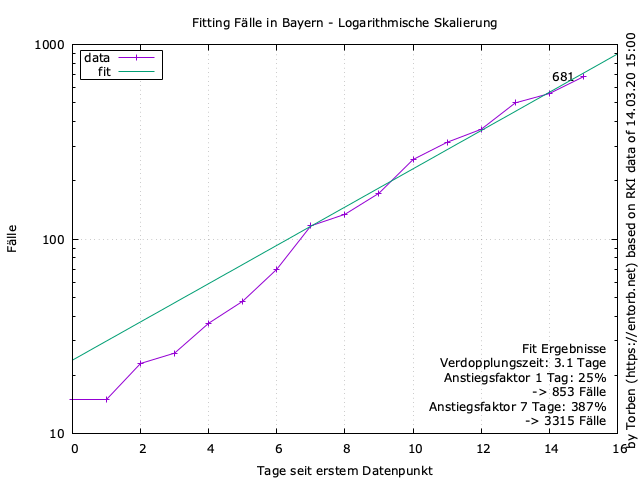 Fitting Fälle in Bayern - Logarithmische Skalierung
1000
100
10
data
fit
681
Fälle
Fit Ergebnisse
Verdopplungszeit: 3.1 Tage
Anstiegsfaktor 1 Tag: 25%
-> 853 Fälle
Anstiegsfaktor 7 Tage: 387%
-> 3315 Fälle
0 2 4 6 8 10 12 14 16
Tage seit erstem Datenpunkt
by Torben (https://entorb.net) based on RKI data of 14.03.20 15:00